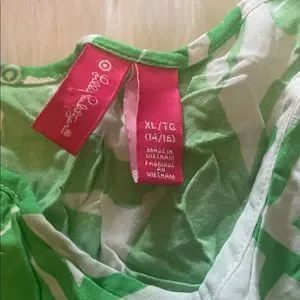 Lilly Pulitzer
XL/TG
(14/16)
MADE IN
VIETNAM
FABRIQUÉ
AU
VIETNAM